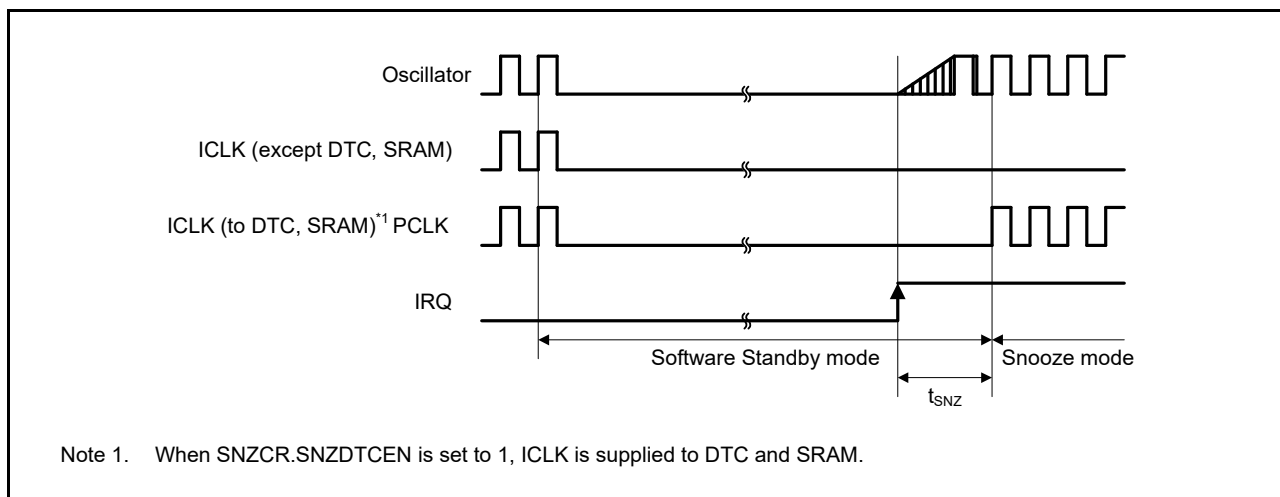 Oscillator
ICLK (except DTC, SRAM)
ICLK (to DTC, SRAM)*1 PCLK
IRQ
Software Standby mode
Snooze mode
tSNZ
Note 1. When SNZCR.SNZDTCEN is set to 1, ICLK is supplied to DTC and SRAM.